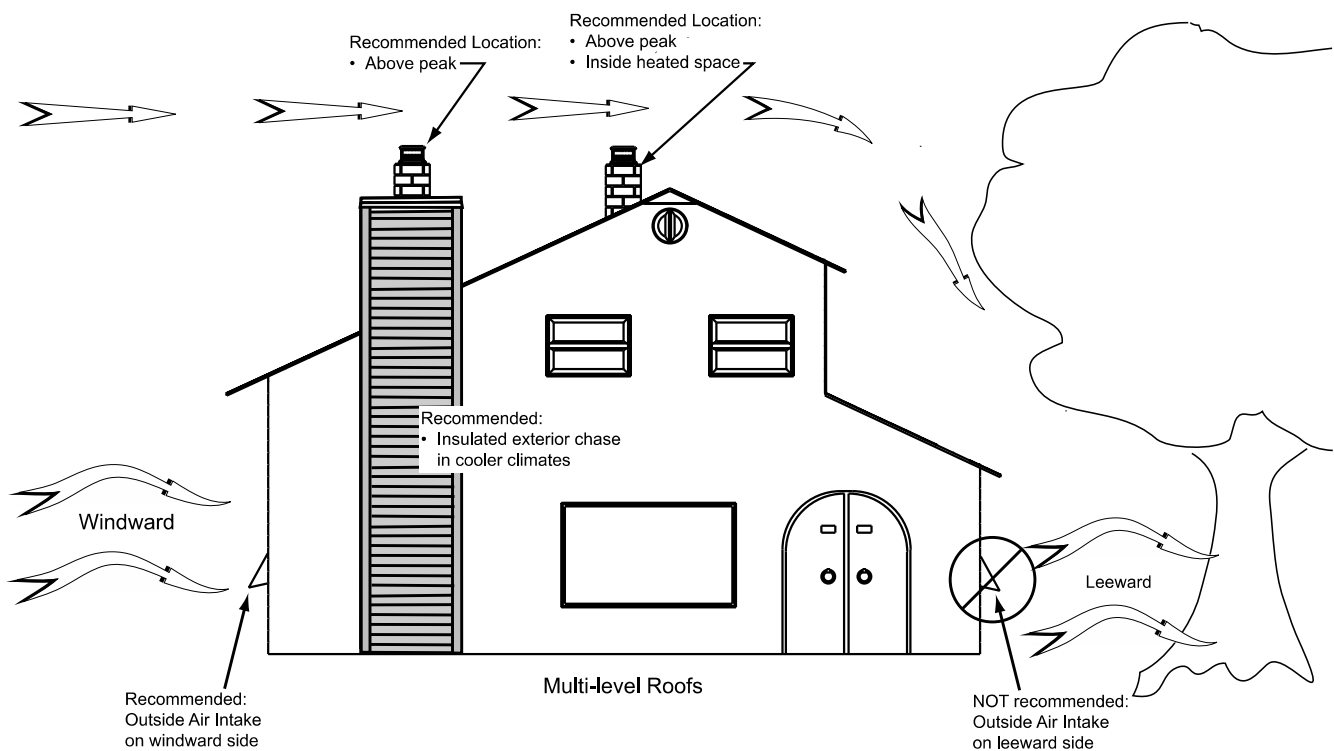 Recommended Location:
• Above peak
Recommended Location:
• Above peak
• Inside heated space
Recommended:
• Insulated exterior chase
in cooler climates
Windward
Leeward
Recommended:
Outside Air Intake
on windward side
Multi-level Roofs
NOT recommended:
Outside Air Intake
on leeward side